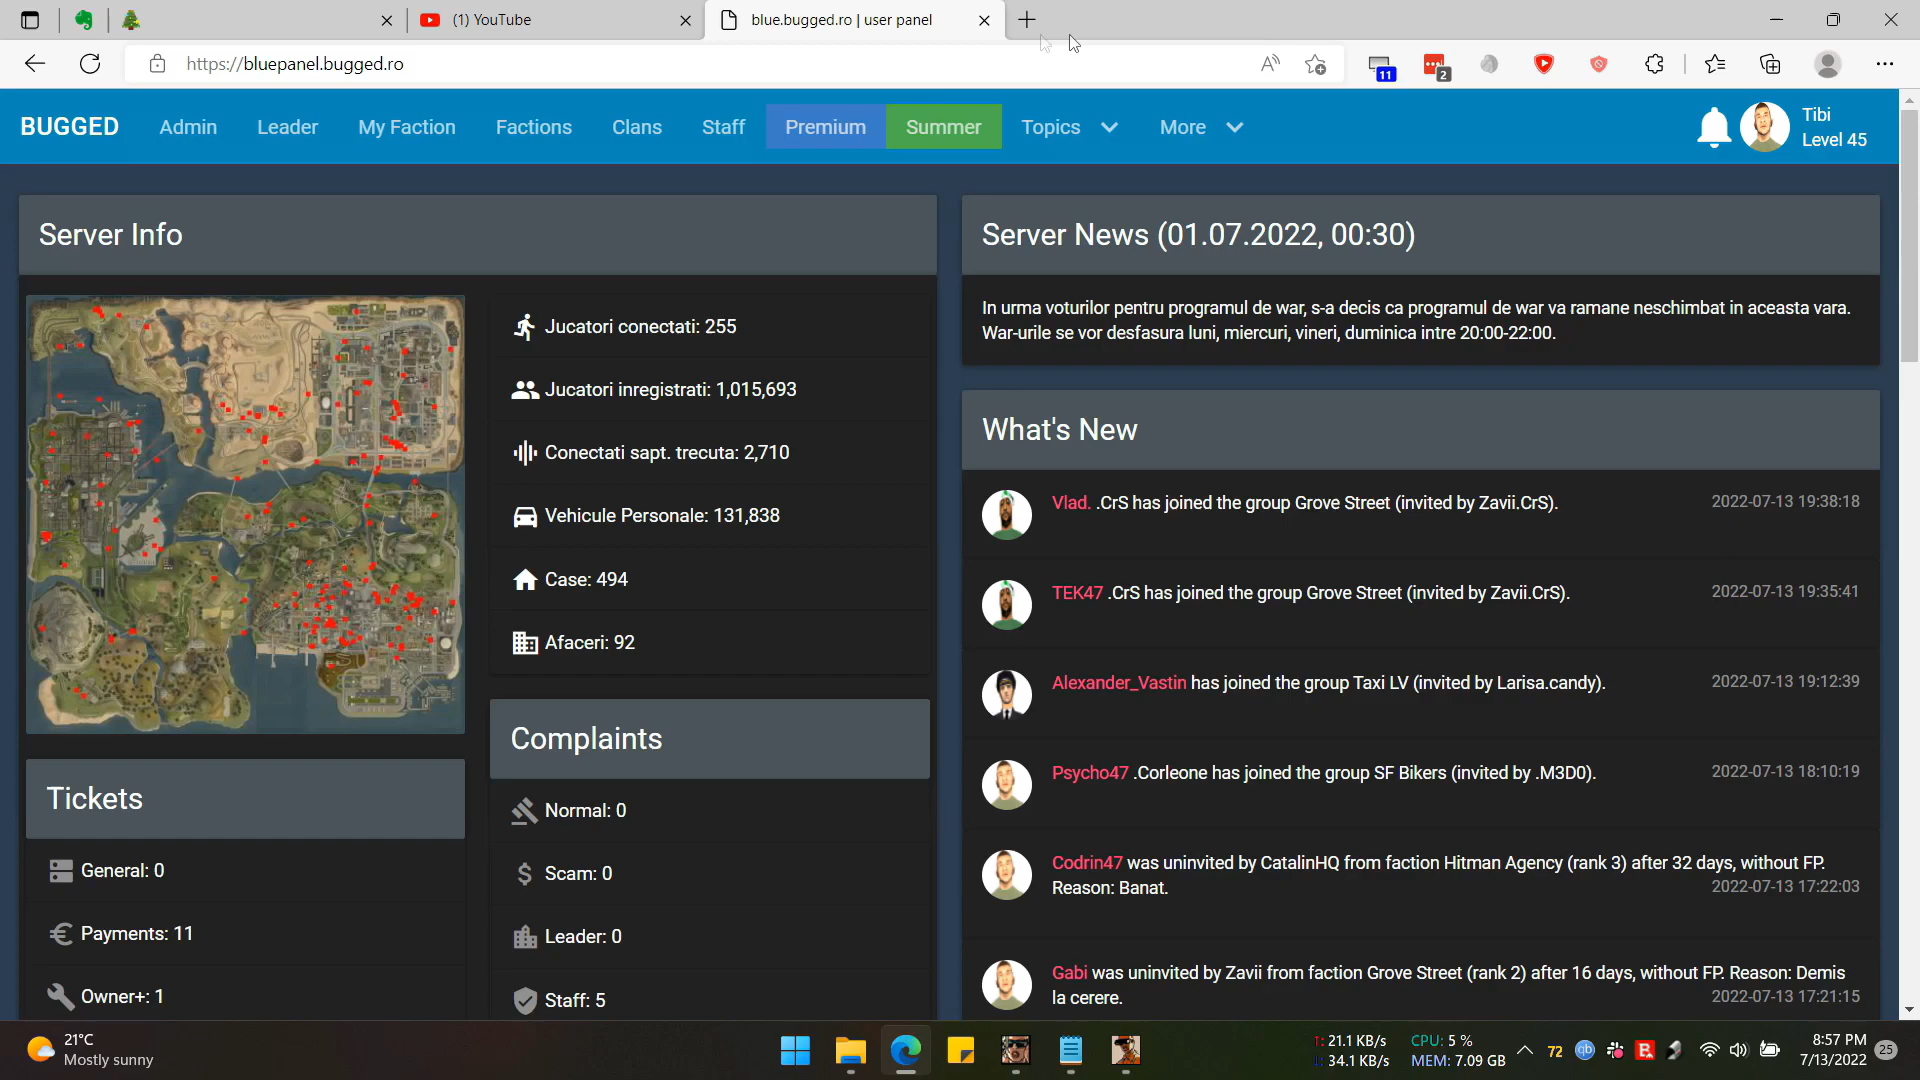 (1) YouTube
blue.bugged.ro | user panel
https://bluepanel.bugged.ro
11
2
BUGGED
Admin
Leader
My Faction
Factions
Clans
Staff
Premium
Summer
Topics
More
Tibi
Level 45
Server Info
Jucatori conectati: 255
Jucatori inregistrati: 1,015,693
Conectati sapt. trecuta: 2,710
Vehicule Personale: 131,838
Case: 494
Afaceri: 92
Tickets
General: 0
Payments: 11
Owner+: 1
Complaints
Normal: 0
Scam: 0
Leader: 0
Staff: 5
Server News (01.07.2022, 00:30)
In urma voturilor pentru programul de war, s-a decis ca programul de war va ramane neschimbat in aceasta vara.
War-urile se vor desfasura luni, miercuri, vineri, duminica intre 20:00-22:00.
What's New
Vlad. .CrS has joined the group Grove Street (invited by Zavii.CrS).
2022-07-13 19:38:18
TEK47 .CrS has joined the group Grove Street (invited by Zavii.CrS).
2022-07-13 19:35:41
Alexander_Vastin has joined the group Taxi LV (invited by Larisa.candy).
2022-07-13 19:12:39
Psycho47 .Corleone has joined the group SF Bikers (invited by .M3D0).
2022-07-13 18:10:19
Codrin47 was uninvited by CatalinHQ from faction Hitman Agency (rank 3) after 32 days, without FP.
Reason: Banat.
2022-07-13 17:22:03
Gabi was uninvited by Zavii from faction Grove Street (rank 2) after 16 days, without FP. Reason: Demis
la cerere.
2022-07-13 17:21:15
21°C
Mostly sunny
21.1 KB/s
34.1 KB/s
CPU: 5 %
MEM: 7.09 GB
72
qb
8:57 PM
7/13/2022
25